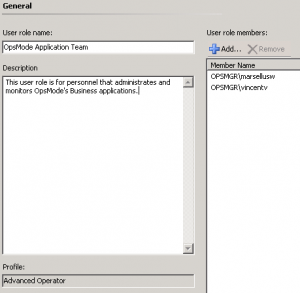 General
User role name:
OpsMode Application Team
Description
This user role is for personnel that administrates and
monitors OpsMode's Business applications.
Profile:
Advanced Operator
User role members:
Add... Remove
Member Name
OPSMGR\marsellusw
OPSMGR\vincentv